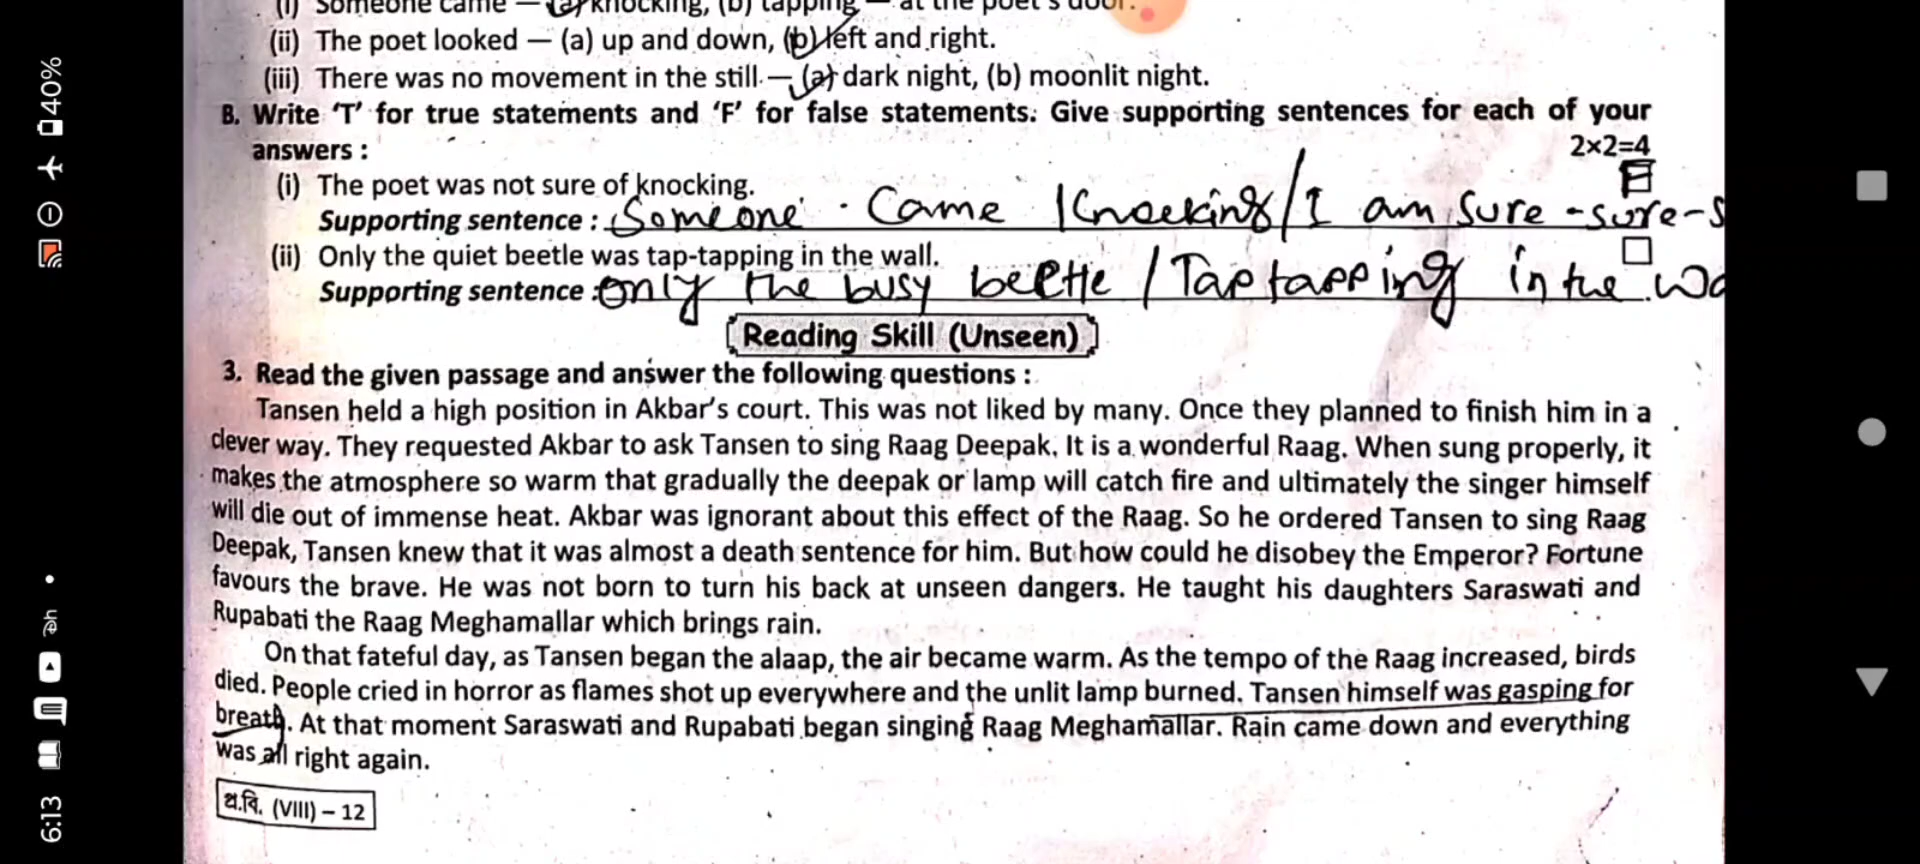 (i) Someone came — (a) knocking, (b) tapping — at the poet's door.
(ii) The poet looked — (a) up and down, (b) left and right.
(iii) There was no movement in the still — (a) dark night, (b) moonlit night.
B. Write 'T' for true statements and 'F' for false statements. Give supporting sentences for each of your
answers : 2×2=4
(i) The poet was not sure of knocking. F
Supporting sentence : Someone Came Knocking/I am sure-sure-s
(ii) Only the quiet beetle was tap-tapping in the wall.
Supporting sentence : only the busy beetle / Tap tapping in the wa
Reading Skill (Unseen)
3. Read the given passage and answer the following questions :
Tansen held a high position in Akbar's court. This was not liked by many. Once they planned to finish him in a
clever way. They requested Akbar to ask Tansen to sing Raag Deepak. It is a wonderful Raag. When sung properly, it
makes the atmosphere so warm that gradually the deepak or lamp will catch fire and ultimately the singer himself
will die out of immense heat. Akbar was ignorant about this effect of the Raag. So he ordered Tansen to sing Raag
Deepak, Tansen knew that it was almost a death sentence for him. But how could he disobey the Emperor? Fortune
favours the brave. He was not born to turn his back at unseen dangers. He taught his daughters Saraswati and
Rupabati the Raag Meghamallar which brings rain.
On that fateful day, as Tansen began the alaap, the air became warm. As the tempo of the Raag increased, birds
died. People cried in horror as flames shot up everywhere and the unlit lamp burned. Tansen himself was gasping for
breath. At that moment Saraswati and Rupabati began singing Raag Meghamallar. Rain came down and everything
was all right again.
(VIII) – 12
6:13
40%